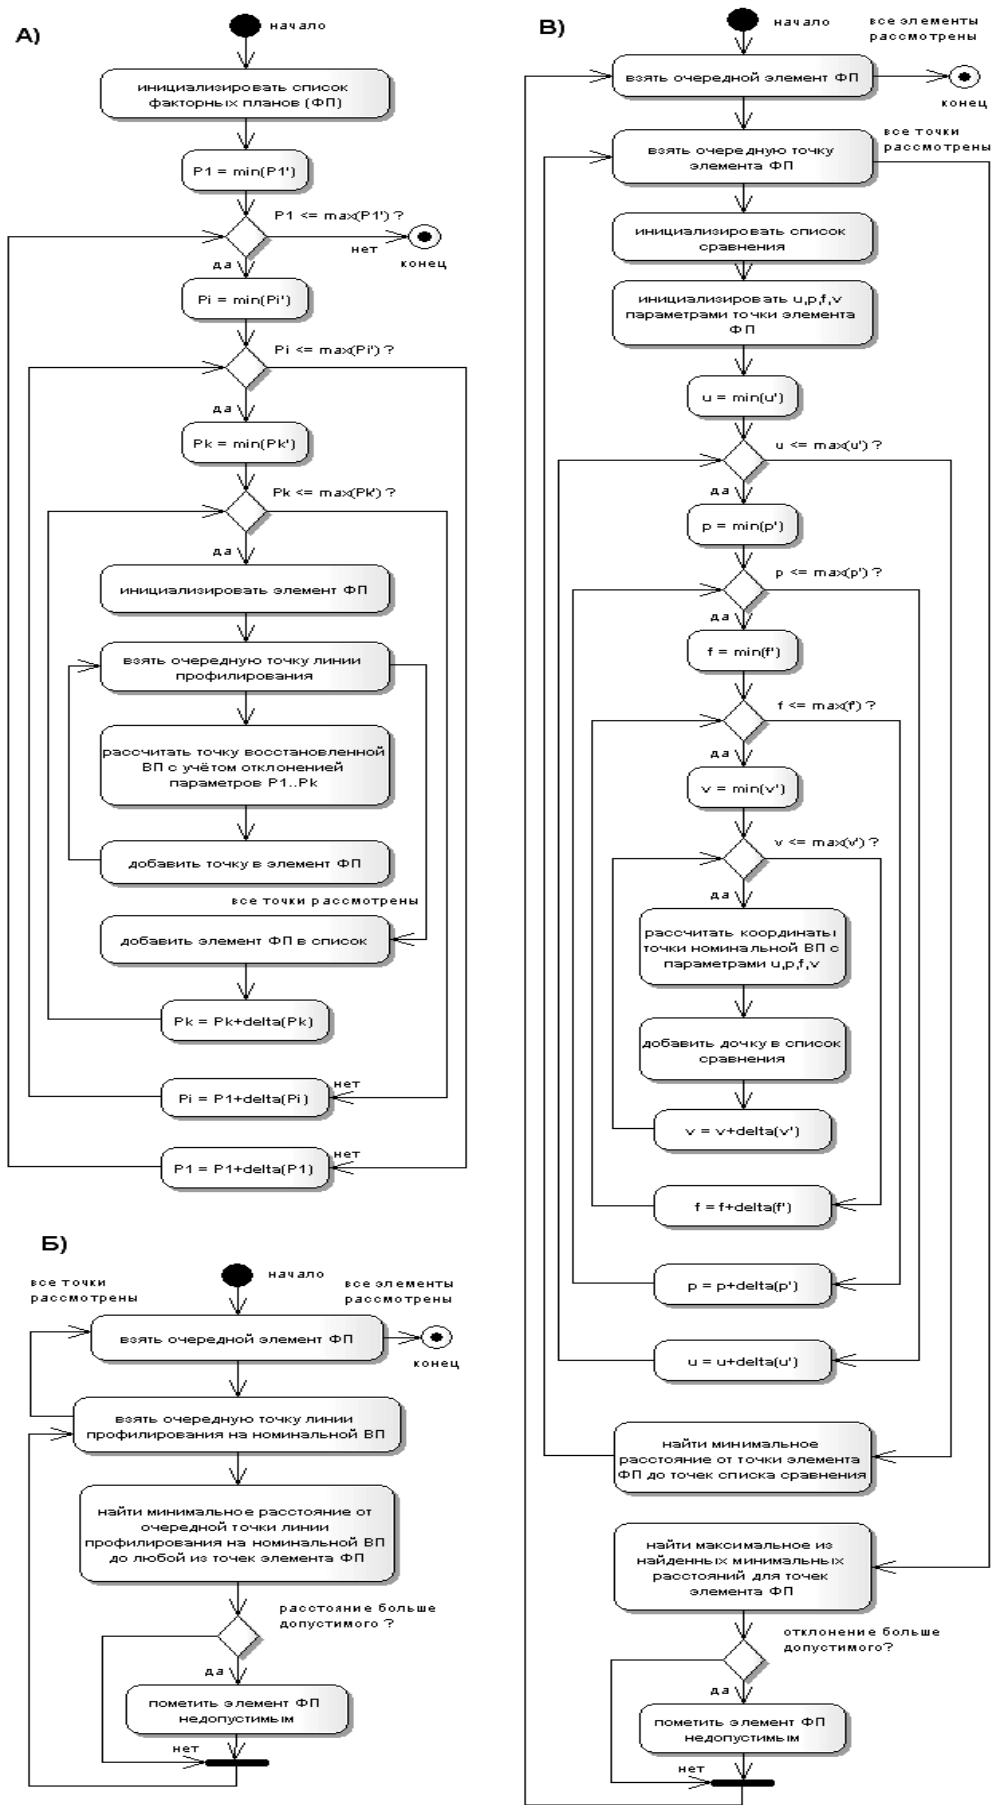 А)
начало
инициализировать список
факторных планов (ФП)
P1 = min(P1')
P1 <= max(P1') ?
нет
конец
да
Pi = min(Pi')
Pi <= max(Pi') ?
да
Pk = min(Pk')
Pk <= max(Pk') ?
да
инициализировать элемент ФП
взять очередную точку линии
профилирования
рассчитать точку восстановленной
ВП с учётом отклоненией
параметров P1..Pk
добавить точку в элемент ФП
все точки рассмотрены
добавить элемент ФП в список
Pk = Pk+delta(Pk)
нет
Pi = P1+delta(Pi)
нет
P1 = P1+delta(P1)
Б)
начало
все точки
рассмотрены
все элементы
рассмотрены
взять очередной элемент ФП
конец
взять очередную точку линии
профилирования на номинальной ВП
найти минимальное расстояние от
очередной точки линии
профилирования на номинальной ВП
до любой из точек элемента ФП
расстояние больше
допустимого ?
да
пометить элемент ФП
недопустимым
нет
В)
начало
все элементы
рассмотрены
взять очередной элемент ФП
конец
все точки
рассмотрены
взять очередную точку
элемента ФП
инициализировать список
сравнения
инициализировать u,p,f,v
параметрами точки элемента
ФП
u = min(u')
u <= max(u') ?
да
p = min(p')
p <= max(p') ?
да
f = min(f')
f <= max(f') ?
да
v = min(v')
v <= max(v') ?
да
рассчитать координаты
точки номинальной ВП с
параметрами u,p,f,v
добавить дочку в список
сравнения
v = v+delta(v')
f = f+delta(f')
p = p+delta(p')
u = u+delta(u')
найти минимальное
расстояние от точки элемента
ФП до точек списка сравнения
найти максимальное из
найденных минимальных
расстояний для точек
элемента ФП
отклонение больше
допустимого?
да
пометить элемент ФП
недопустимым
нет